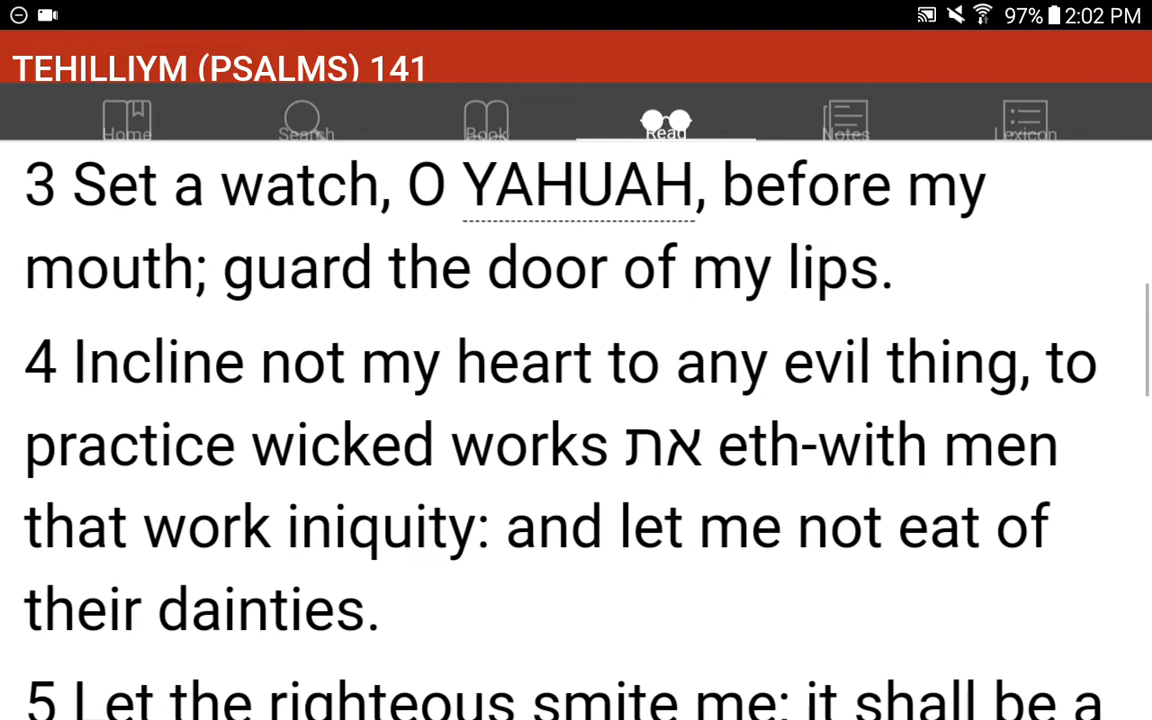 97% 2:02 PM
TEHILLIYM (PSALMS) 141
Home Search Book Read Notes Lexicon
3 Set a watch, O YAHUAH, before my
mouth; guard the door of my lips.
4 Incline not my heart to any evil thing, to
practice wicked works את eth-with men
that work iniquity: and let me not eat of
their dainties.
5 Let the righteous smite me; it shall be a